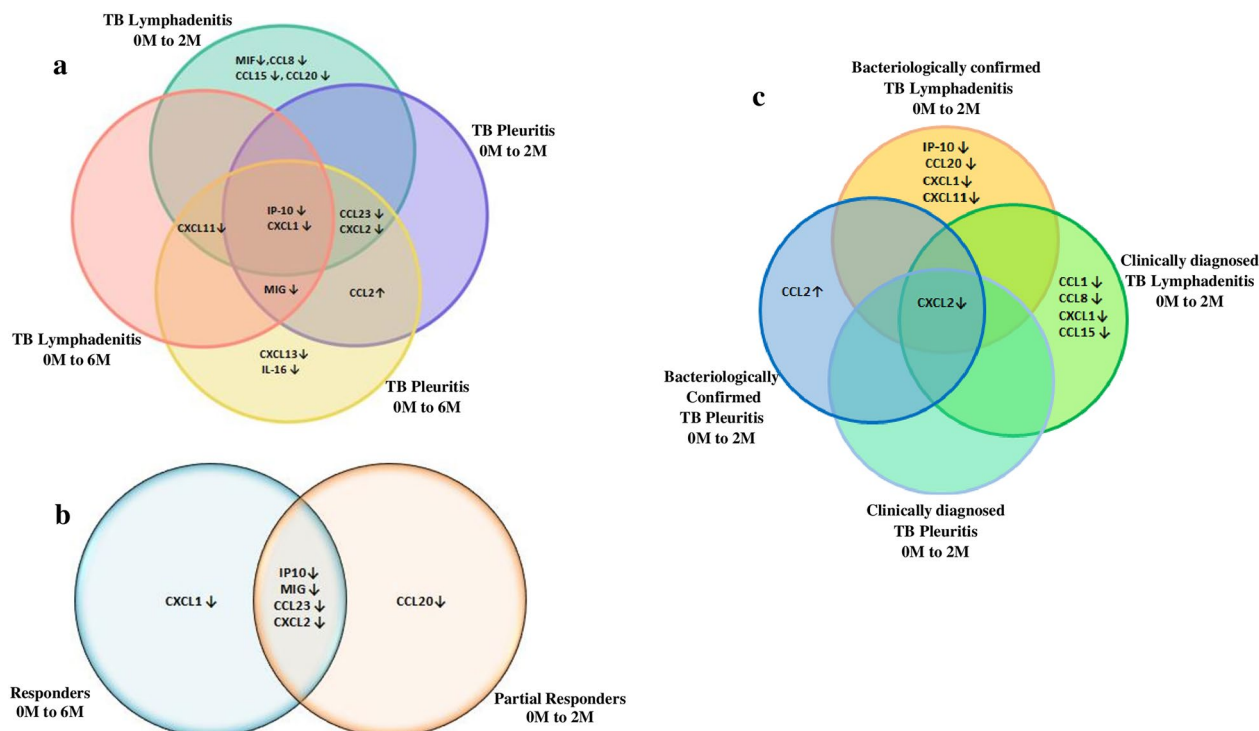 a
TB Lymphadenitis
0M to 2M
MIF↓,CCL8 ↓
CCL15 ↓, CCL20 ↓
TB Pleuritis
0M to 2M
IP-10 ↓
CXCL1 ↓
CCL23 ↓
CXCL2 ↓
CXCL11↓
MIG ↓
CCL2↑
TB Lymphadenitis
0M to 6M
CXCL13↓
IL-16 ↓
TB Pleuritis
0M to 6M
b
CXCL1 ↓
IP10↓
MIG ↓
CCL23 ↓
CXCL2 ↓
CCL20↓
Responders
0M to 6M
Partial Responders
0M to 2M
c
Bacteriologically confirmed
TB Lymphadenitis
0M to 2M
IP-10 ↓
CCL20 ↓
CXCL1↓
CXCL11↓
Clinically diagnosed
TB Lymphadenitis
0M to 2M
CCL2↑
CXCL2↓
CCL1 ↓
CCL8 ↓
CXCL1↓
CCL15 ↓
Bacteriologically
Confirmed
TB Pleuritis
0M to 2M
Clinically diagnosed
TB Pleuritis
0M to 2M